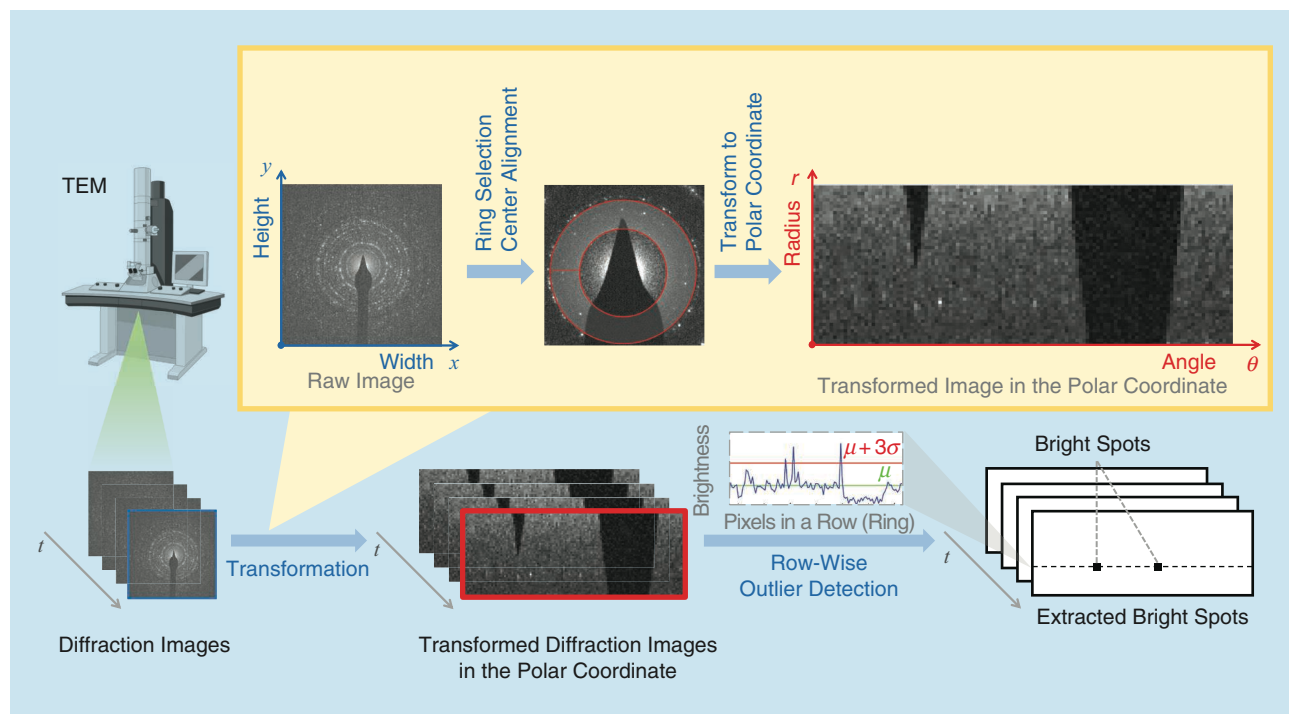 TEM
y
Height
Width
x
Raw Image
Ring Selection
Center Alignment
Transform to
Polar Coordinate
r
Radius
Angle
θ
Transformed Image in the Polar Coordinate
t
Diffraction Images
Transformation
t
Transformed Diffraction Images
in the Polar Coordinate
Brightness
μ + 3σ
μ
Pixels in a Row (Ring)
Row-Wise
Outlier Detection
Bright Spots
t
Extracted Bright Spots